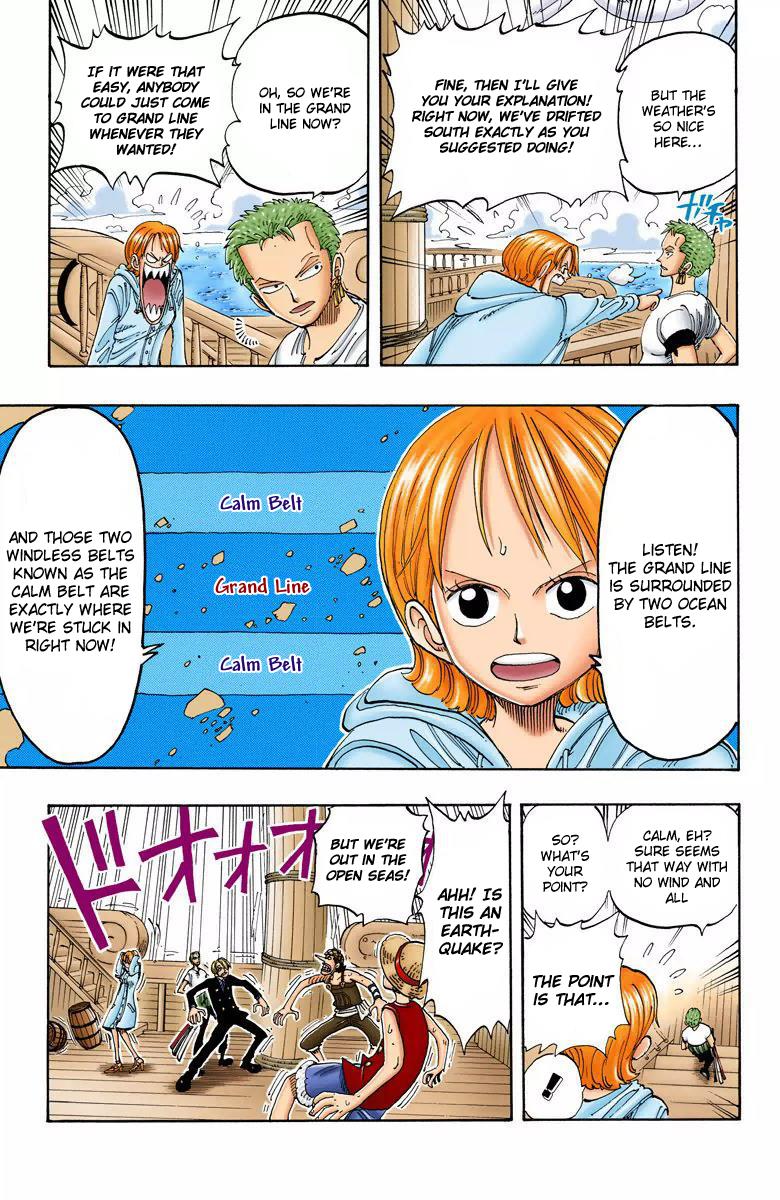 BUT THE
WEATHER'S
SO NICE
HERE...
FINE, THEN I'LL GIVE
YOU YOUR EXPLANATION!
RIGHT NOW, WE'VE DRIFTED
SOUTH EXACTLY AS YOU
SUGGESTED DOING!
ガチャ
OH, SO WE'RE
IN THE GRAND
LINE NOW?
IF IT WERE THAT
EASY, ANYBODY
COULD JUST COME
TO GRAND LINE
WHENEVER THEY
WANTED!
LISTEN!
THE GRAND LINE
IS SURROUNDED
BY TWO OCEAN
BELTS.
Calm Belt
Grand Line
Calm Belt
AND THOSE TWO
WINDLESS BELTS
KNOWN AS THE
CALM BELT ARE
EXACTLY WHERE
WE'RE STUCK IN
RIGHT NOW!
CALM, EH?
SURE SEEMS
THAT WAY WITH
NO WIND AND
ALL
SO?
WHAT'S
YOUR
POINT?
THE POINT
IS THAT...
!
AHH! IS
THIS AN
EARTH-
QUAKE?
BUT WE'RE
OUT IN THE
OPEN SEAS!
ドオオオ